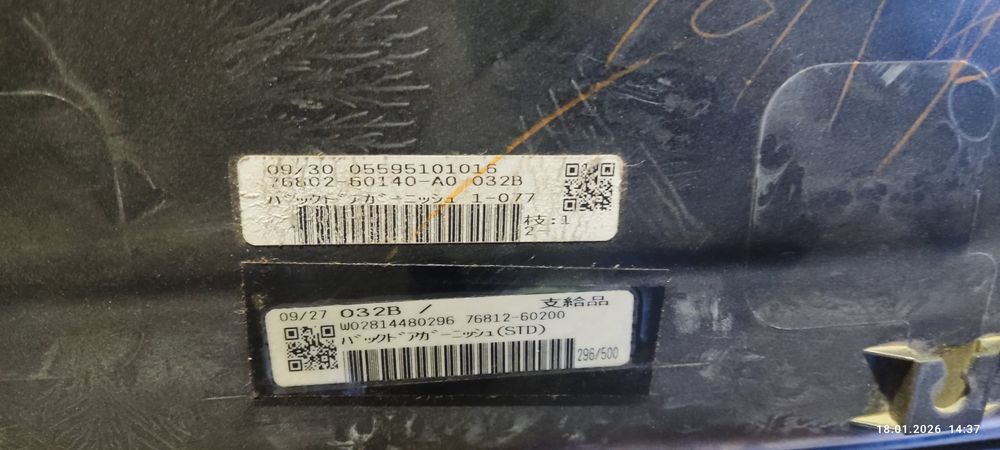 09/30 05595101016
76802-60140-A0 032B
バックドアガーニッシュ 1-077
枝:1
2-
09/27 032B / 支給品
W02814480296 76812-60200
バックドアガーニッシュ(STD)
296/500
18.01.2026 14:37